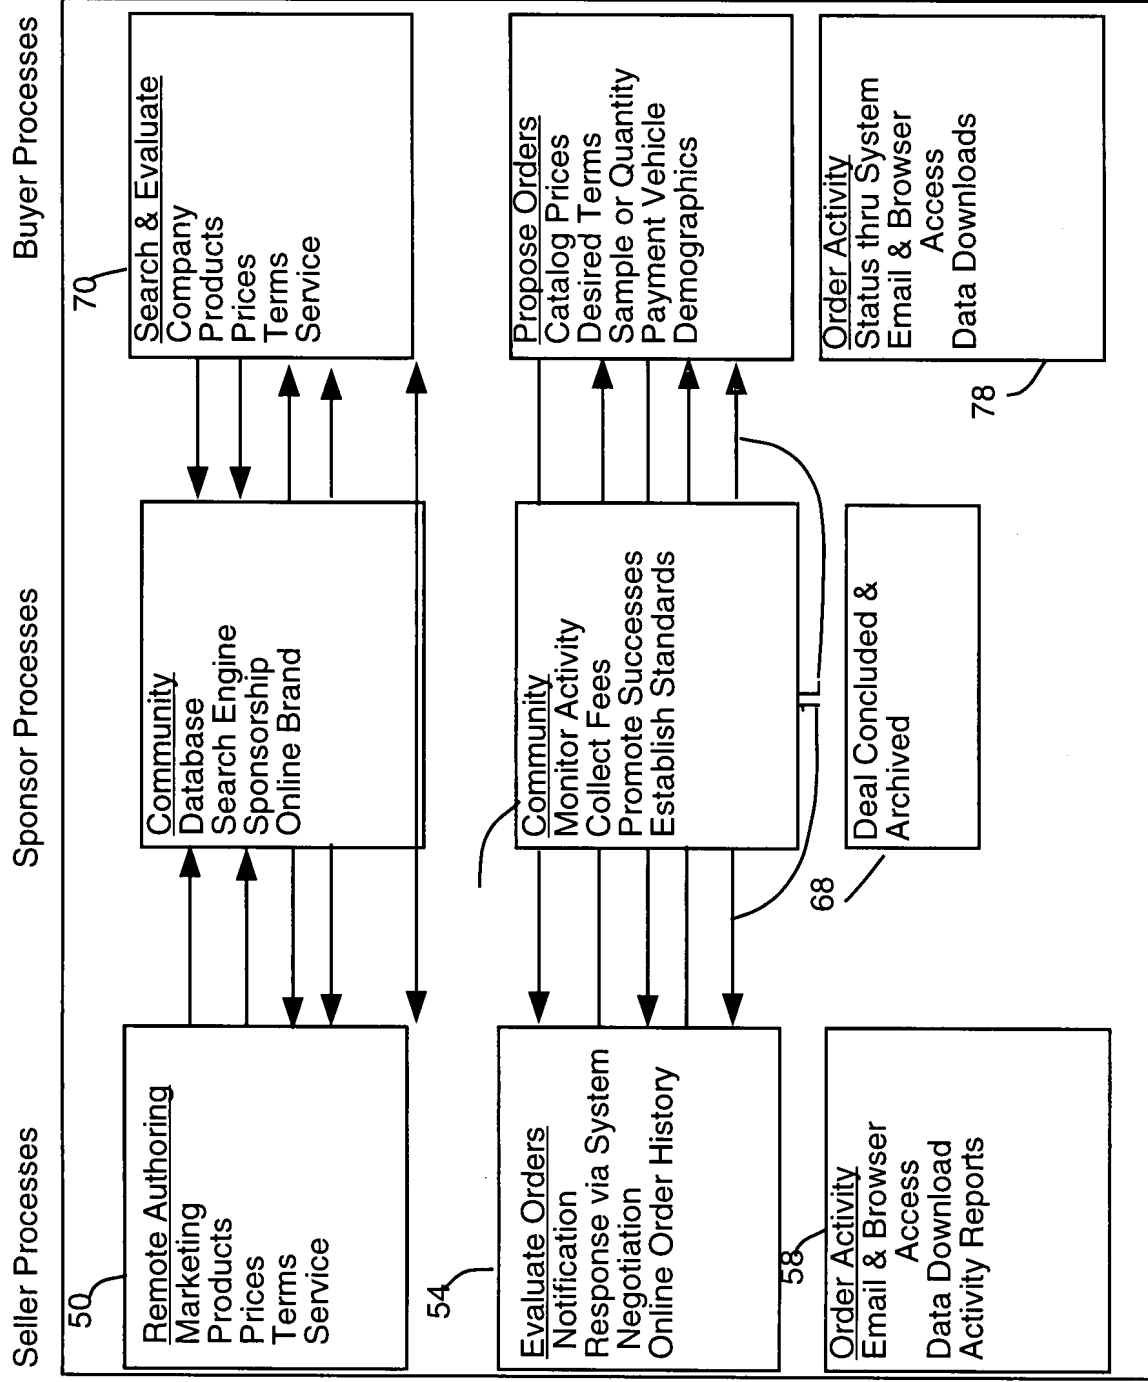 Seller Processes
Sponsor Processes
Buyer Processes
50
Remote Authoring
Marketing
Products
Prices
Terms
Service
Community
Database
Search Engine
Sponsorship
Online Brand
70
Search & Evaluate
Company
Products
Prices
Terms
Service
54
Evaluate Orders
Notification
Response via System
Negotiation
Online Order History
Community
Monitor Activity
Collect Fees
Promote Successes
Establish Standards
1L
Propose Orders
Catalog Prices
Desired Terms
Sample or Quantity
Payment Vehicle
Demographics
58
Order Activity
Email & Browser
Access
Data Download
Activity Reports
68
Deal Concluded &
Archived
78
Order Activity
Status thru System
Email & Browser
Access
Data Downloads